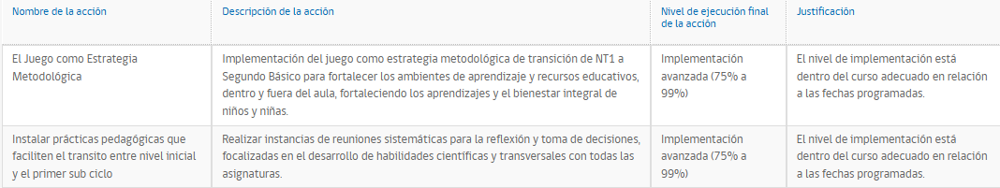 Nombre de la acción
Descripción de la acción
Nivel de ejecución final
de la acción
Justificación
El Juego como Estrategia
Metodológica
Implementación del juego como estrategia metodológica de transición de NT1 a
Segundo Básico para fortalecer los ambientes de aprendizaje y recursos educativos,
dentro y fuera del aula, fortaleciendo los aprendizajes y el bienestar integral de
niños y niñas.
Implementación
avanzada (75% a
99%)
El nivel de implementación está
dentro del curso adecuado en relación
a las fechas programadas.
Instalar prácticas pedagógicas que
faciliten el transito entre nivel inicial
y el primer sub ciclo
Realizar instancias de reuniones sistemáticas para la reflexión y toma de decisiones,
focalizadas en el desarrollo de habilidades científicas y transversales con todas las
asignaturas.
Implementación
avanzada (75% a
99%)
El nivel de implementación está
dentro del curso adecuado en relación
a las fechas programadas.